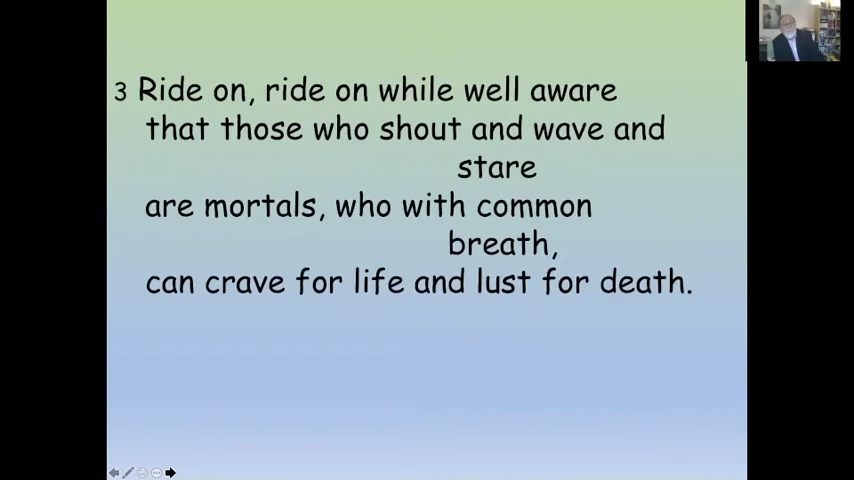 3 Ride on, ride on while well aware
that those who shout and wave and
stare
are mortals, who with common
breath,
can crave for life and lust for death.